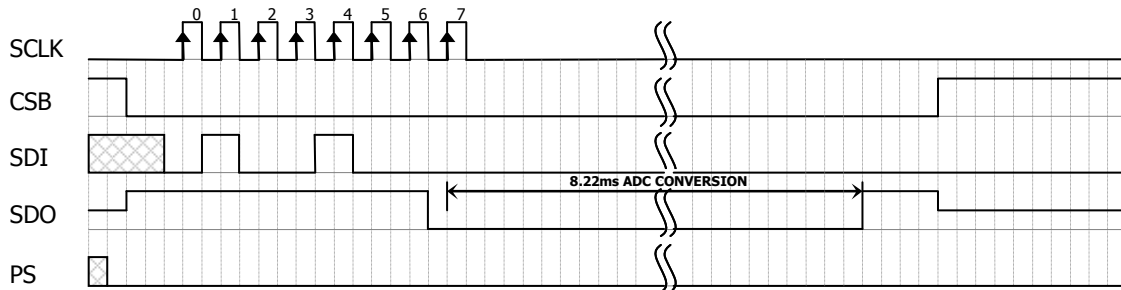 0 1 2 3 4 5 6 7
SCLK
CSB
SDI
8.22ms ADC CONVERSION
SDO
PS